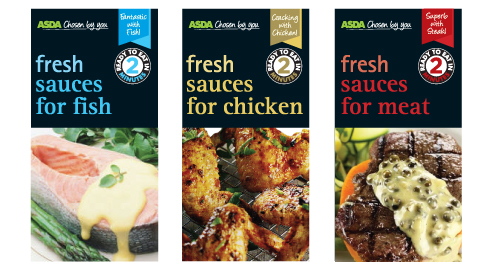 ASDA Chosen by you
Fantastic
with
Fish!
READY TO EAT IN
2
MINUTES
fresh
sauces
for fish
ASDA Chosen by you
Cracking
with
Chicken!
READY TO EAT IN
2
MINUTES
fresh
sauces
for chicken
ASDA Chosen by you
Superb
with
Steak!
READY TO EAT IN
2
MINUTES
fresh
sauces
for meat